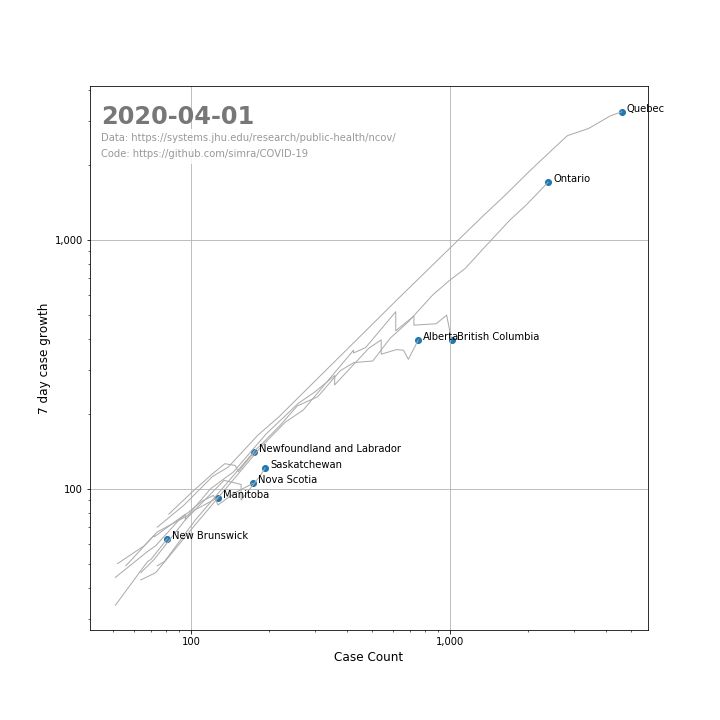 2020-04-01
Data: https://systems.jhu.edu/research/public-health/ncov/
Code: https://github.com/simra/COVID-19
Quebec
Ontario
1,000
Alberta
British Columbia
7 day case growth
Newfoundland and Labrador
Saskatchewan
Nova Scotia
100
Manitoba
New Brunswick
100
1,000
Case Count